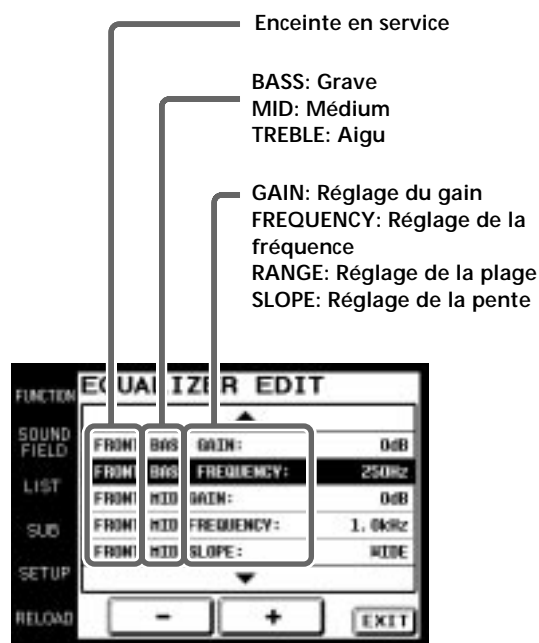 Enceinte en service
BASS: Grave
MID: Médium
TREBLE: Aigu
GAIN: Réglage du gain
FREQUENCY: Réglage de la
fréquence
RANGE: Réglage de la plage
SLOPE: Réglage de la pente
EQUALIZER EDIT
FUNCTION
SOUND
FIELD
LIST
SUB
SETUP
RELOAD
FRONT BAS GAIN: 0dB
FRONT BAS FREQUENCY: 250Hz
FRONT MID GAIN: 0dB
FRONT MID FREQUENCY: 1.0kHz
FRONT MID SLOPE: WIDE
- + EXIT